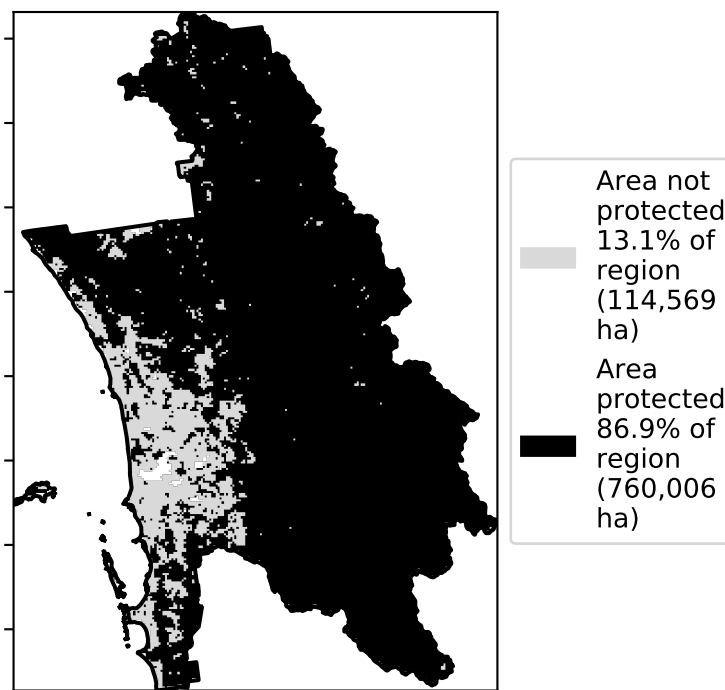 Area not
protected
13.1% of
region
(114,569
ha)
Area
protected
86.9% of
region
(760,006
ha)